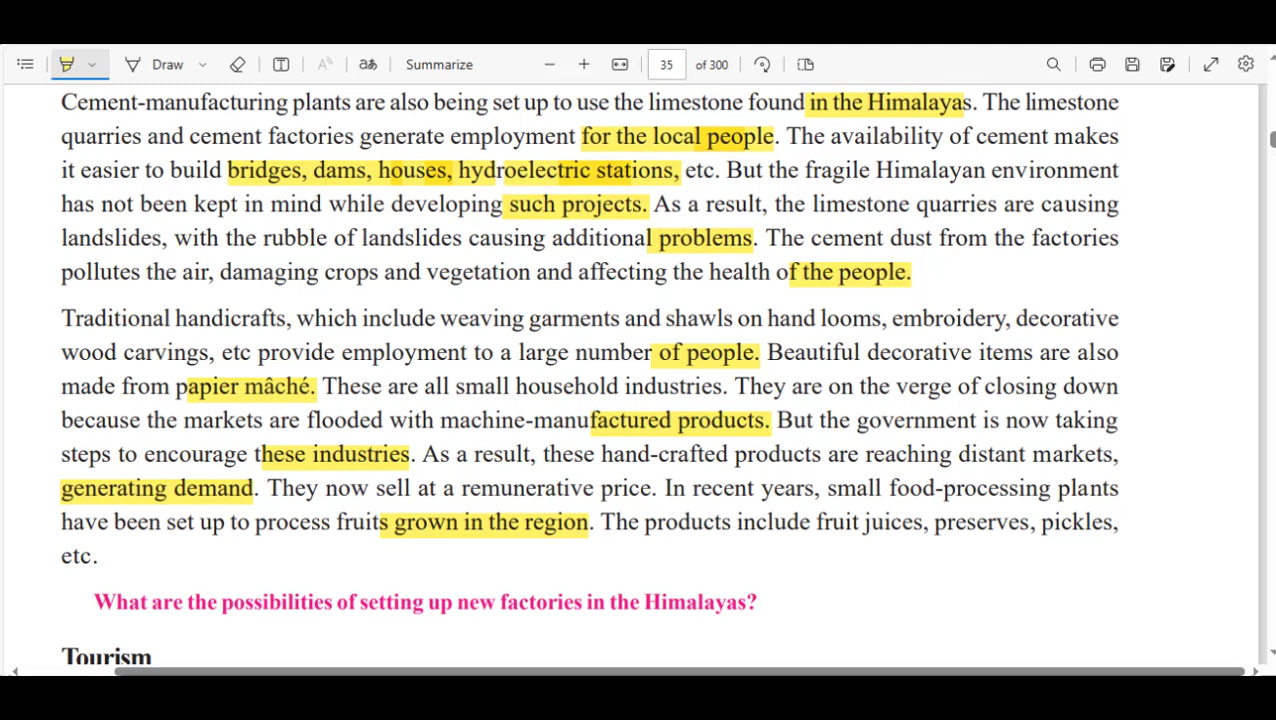 Draw
Summarize
35
of 300
Cement-manufacturing plants are also being set up to use the limestone found in the Himalayas. The limestone
quarries and cement factories generate employment for the local people. The availability of cement makes
it easier to build bridges, dams, houses, hydroelectric stations, etc. But the fragile Himalayan environment
has not been kept in mind while developing such projects. As a result, the limestone quarries are causing
landslides, with the rubble of landslides causing additional problems. The cement dust from the factories
pollutes the air, damaging crops and vegetation and affecting the health of the people.
Traditional handicrafts, which include weaving garments and shawls on hand looms, embroidery, decorative
wood carvings, etc provide employment to a large number of people. Beautiful decorative items are also
made from papier mâché. These are all small household industries. They are on the verge of closing down
because the markets are flooded with machine-manufactured products. But the government is now taking
steps to encourage these industries. As a result, these hand-crafted products are reaching distant markets,
generating demand. They now sell at a remunerative price. In recent years, small food-processing plants
have been set up to process fruits grown in the region. The products include fruit juices, preserves, pickles,
etc.
What are the possibilities of setting up new factories in the Himalayas?
Tourism